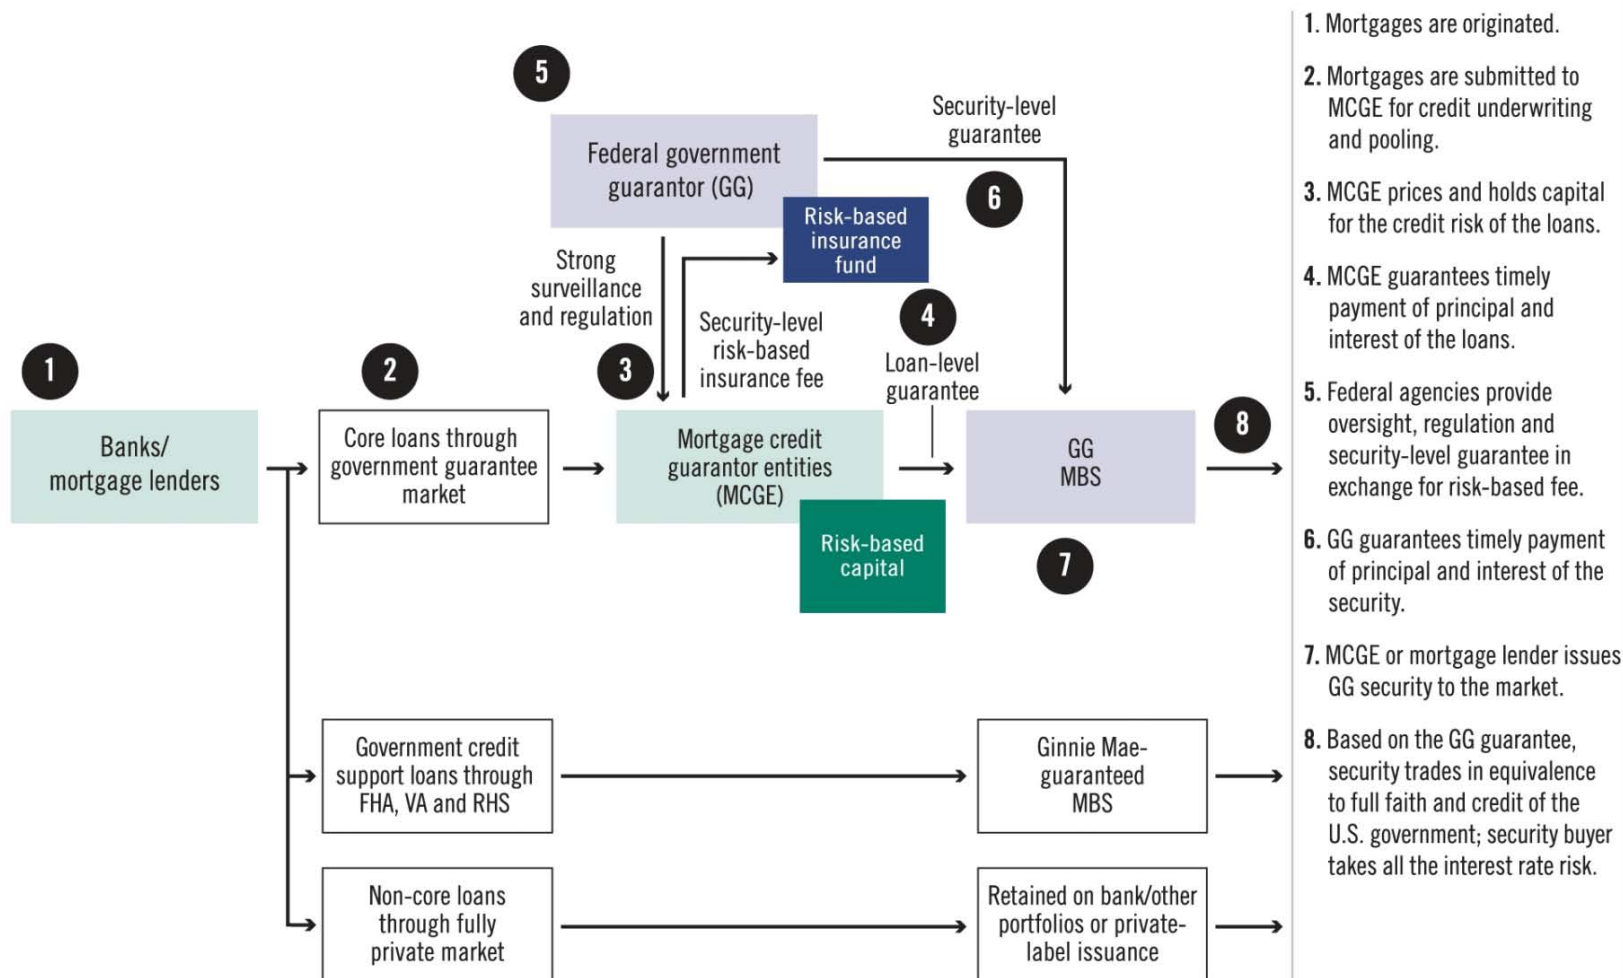 5
Federal government
guarantor (GG)
Risk-based
insurance
fund
Security-level
guarantee
6
Strong
surveillance
and regulation
Security-level
risk-based
insurance fee
4
Loan-level
guarantee
1
2
3
8
Banks/
mortgage lenders
Core loans through
government guarantee
market
Mortgage credit
guarantor entities
(MCGE)
Risk-based
capital
GG
MBS
7
Government credit
support loans through
FHA, VA and RHS
Ginnie Mae-
guaranteed
MBS
Non-core loans
through fully
private market
Retained on bank/other
portfolios or private-
label issuance
1. Mortgages are originated.
2. Mortgages are submitted to
MCGE for credit underwriting
and pooling.
3. MCGE prices and holds capital
for the credit risk of the loans.
4. MCGE guarantees timely
payment of principal and
interest of the loans.
5. Federal agencies provide
oversight, regulation and
security-level guarantee in
exchange for risk-based fee.
6. GG guarantees timely payment
of principal and interest of the
security.
7. MCGE or mortgage lender issues
GG security to the market.
8. Based on the GG guarantee,
security trades in equivalence
to full faith and credit of the
U.S. government; security buyer
takes all the interest rate risk.